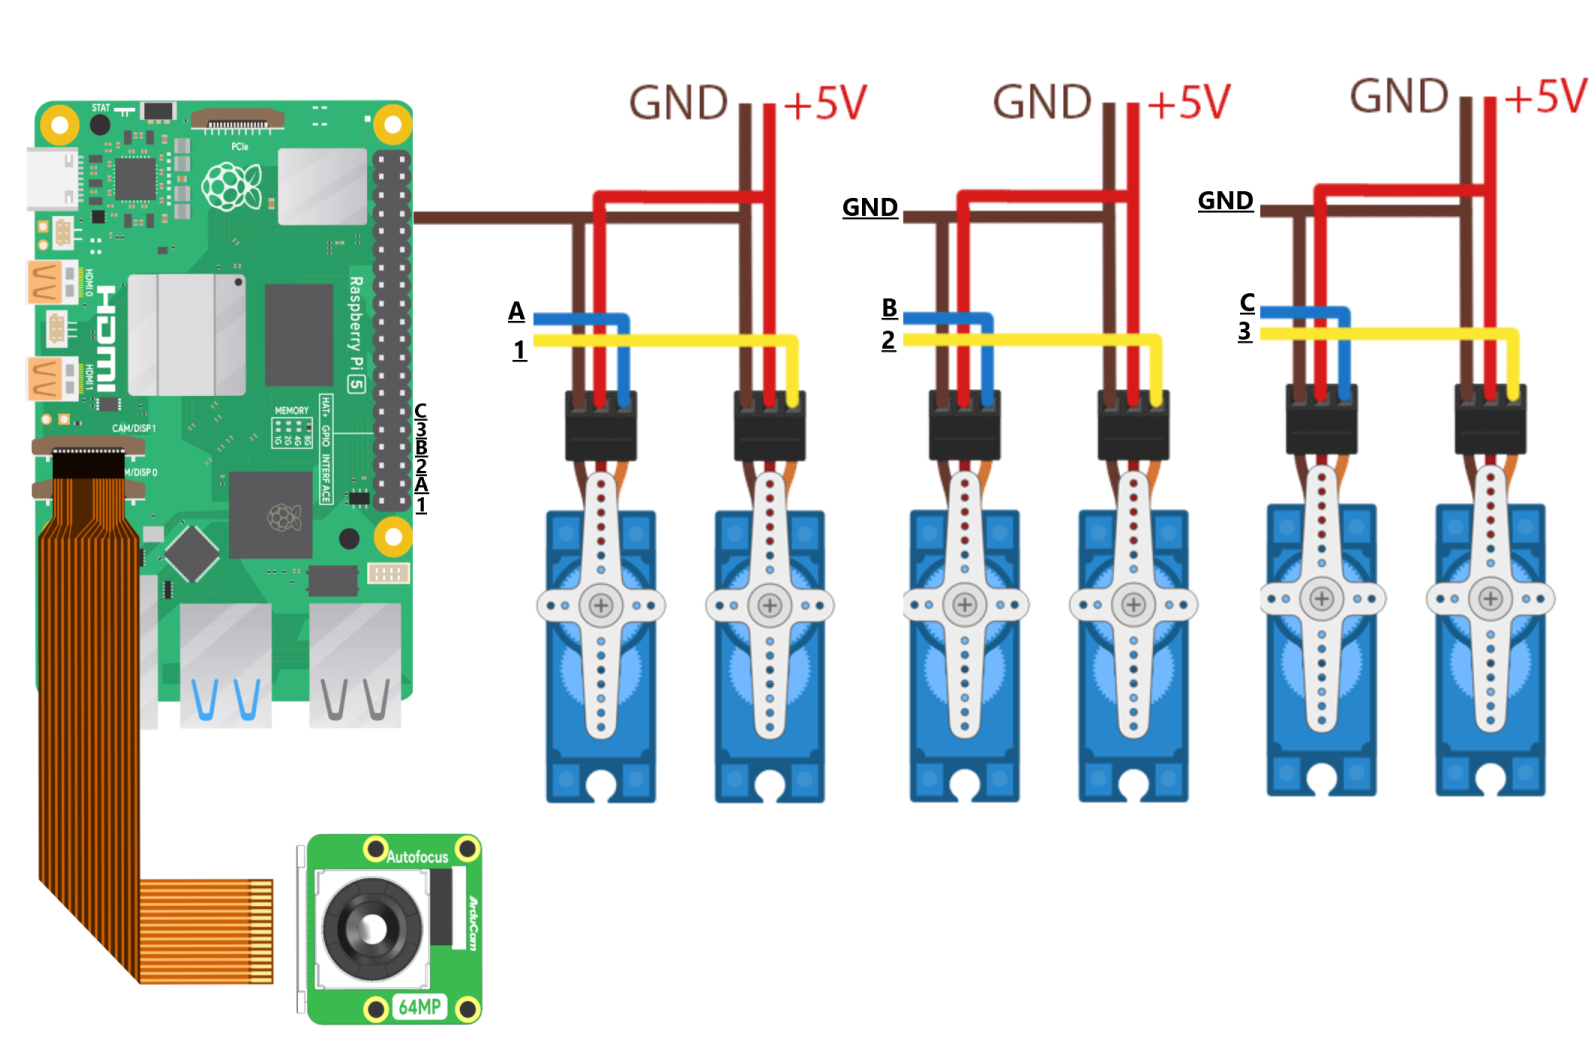 STAT
PCIe
GND
+5V
GND
+5V
GND
+5V
GND
GND
HDMI 0
HDMI
HDMI 1
Raspberry Pi 5
A
1
B
2
C
3
MEMORY
1G
2G
4G
8G
HAT+ GPIO INTERFACE
C
3
B
2
A
1
CAM/DISP 1
M/DISP 0
Autofocus
ArduCam
64MP